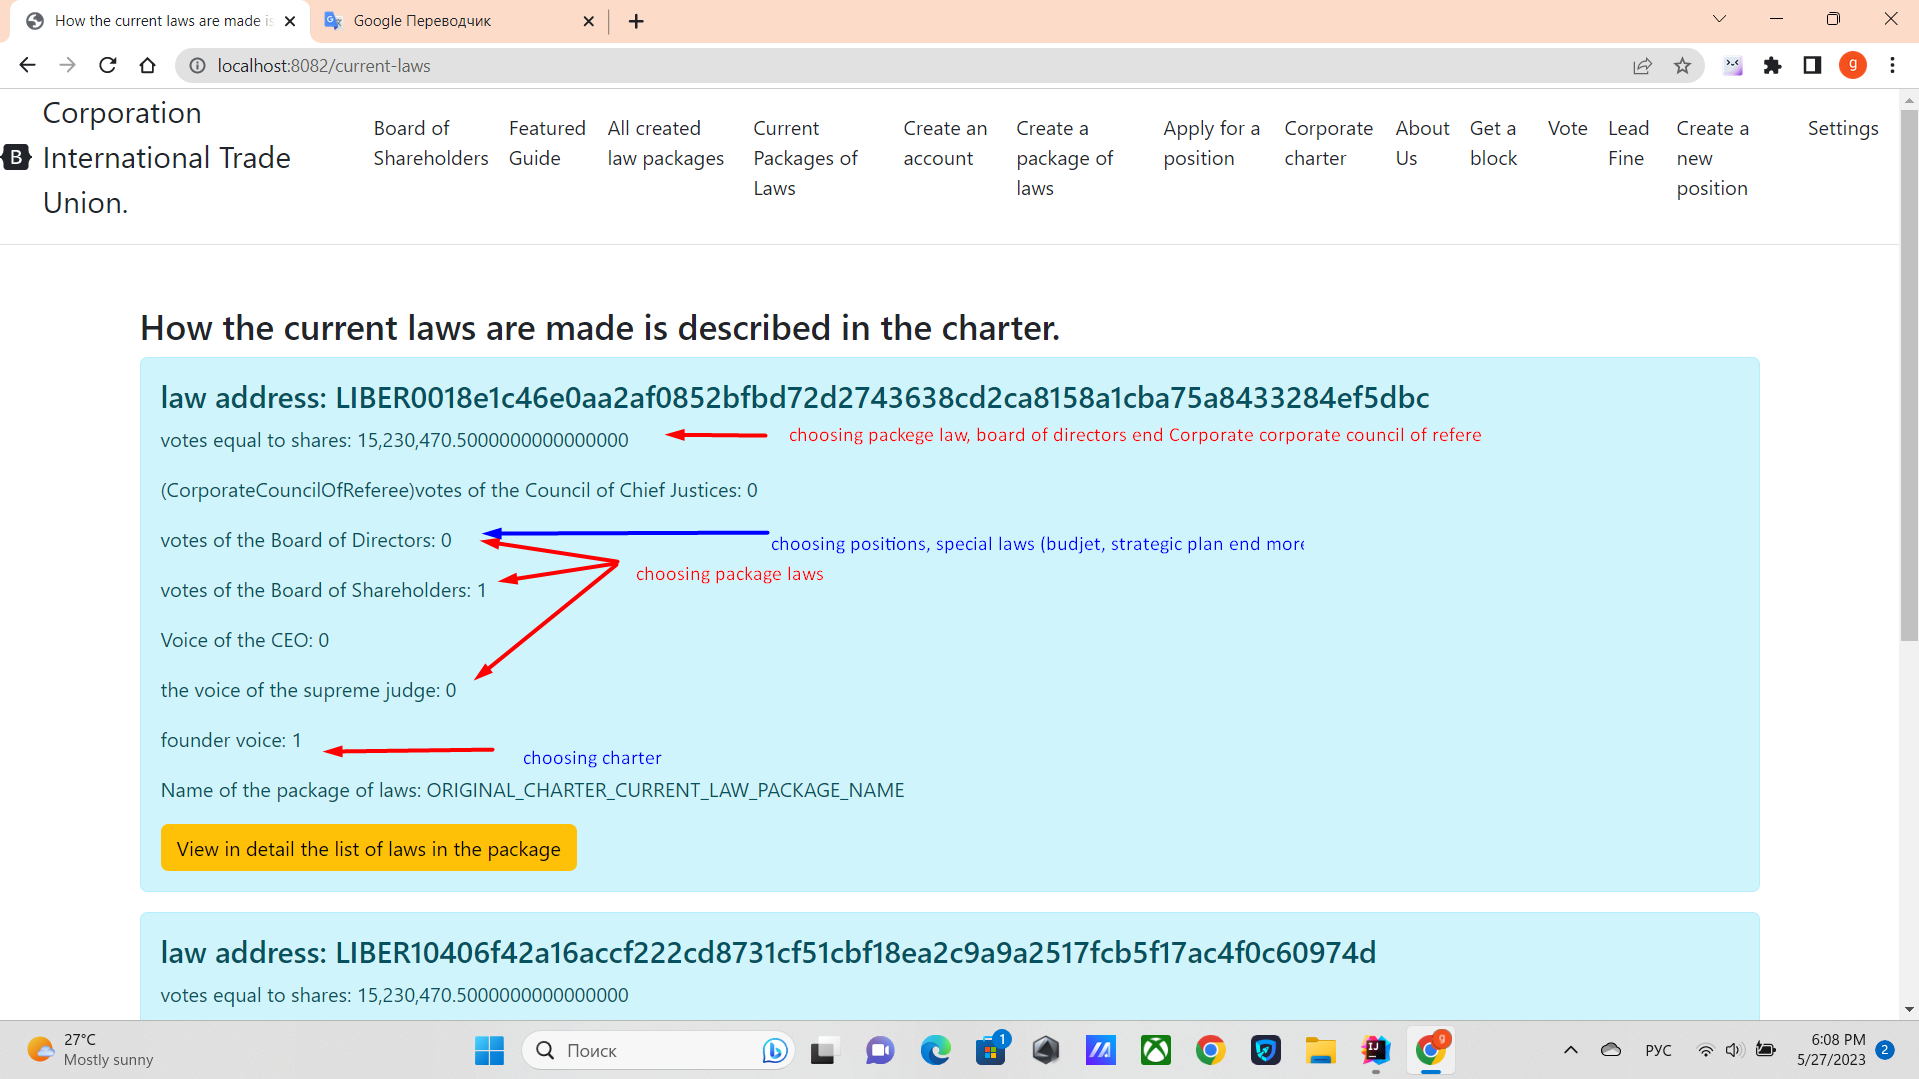 How the current laws are made is
Google Переводчик
localhost:8082/current-laws
g
B
Corporation
International Trade
Union.
Board of
Shareholders
Featured
Guide
All created
law packages
Current
Packages of
Laws
Create an
account
Create a
package of
laws
Apply for a
position
Corporate
charter
About
Us
Get a
block
Vote
Lead
Fine
Create a
new
position
Settings
How the current laws are made is described in the charter.
law address: LIBER0018e1c46e0aa2af0852bfbd72d2743638cd2ca8158a1cba75a8433284ef5dbc
votes equal to shares: 15,230,470.5000000000000000
choosing packege law, board of directors end Corporate corporate council of refere
(CorporateCouncilOfReferee)votes of the Council of Chief Justices: 0
votes of the Board of Directors: 0
choosing positions, special laws (budjet, strategic plan end more
choosing package laws
votes of the Board of Shareholders: 1
Voice of the CEO: 0
the voice of the supreme judge: 0
founder voice: 1
choosing charter
Name of the package of laws: ORIGINAL_CHARTER_CURRENT_LAW_PACKAGE_NAME
View in detail the list of laws in the package
law address: LIBER10406f42a16accf222cd8731cf51cbf18ea2c9a9a2517fcb5f17ac4f0c60974d
votes equal to shares: 15,230,470.5000000000000000
27°C
Mostly sunny
Поиск
1
IJ
g
РУС
6:08 PM
5/27/2023
2